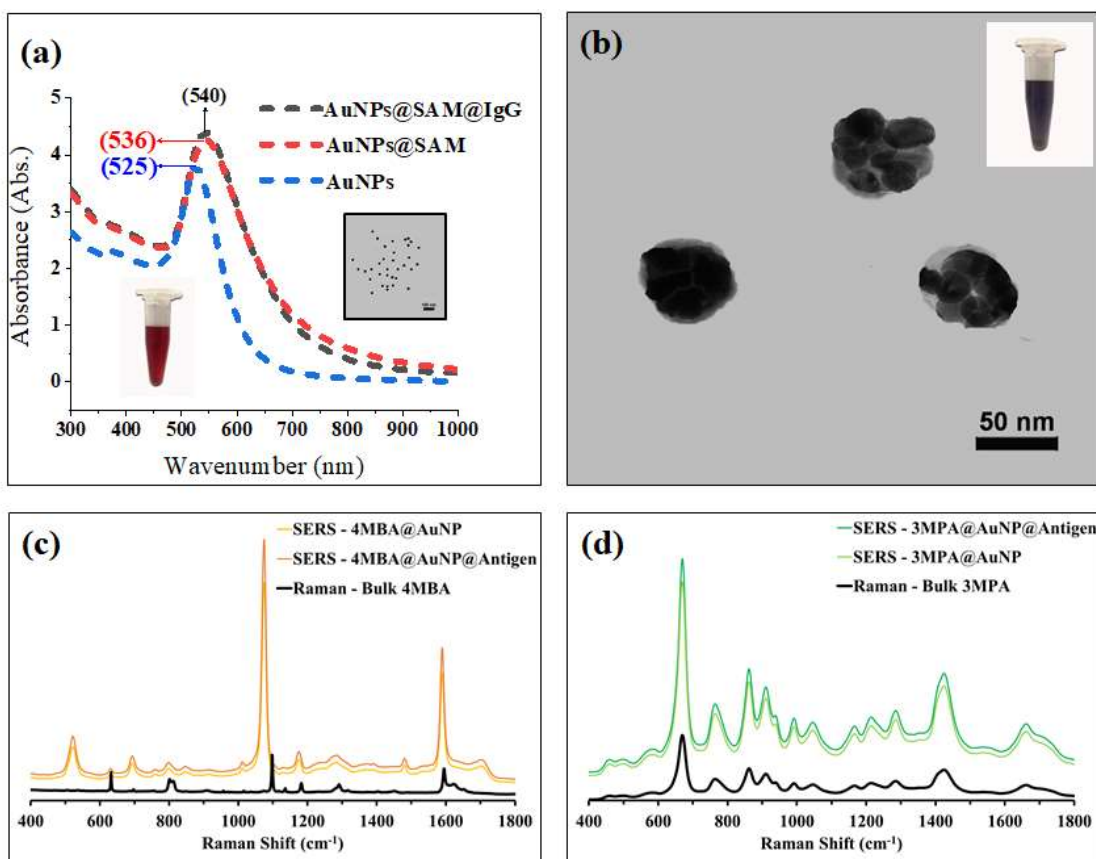 (a)
(540)
(536)
(525)
AuNPs@SAM@IgG
AuNPs@SAM
AuNPs
Absorbance (Abs.)
5
4
3
2
1
0
300 400 500 600 700 800 900 1000
Wavenumber (nm)
(b)
50 nm
(c)
SERS - 4MBA@AuNP
SERS - 4MBA@AuNP@Antigen
Raman - Bulk 4MBA
400 600 800 1000 1200 1400 1600 1800
Raman Shift (cm⁻¹)
(d)
SERS - 3MPA@AuNP@Antigen
SERS - 3MPA@AuNP
Raman - Bulk 3MPA
400 600 800 1000 1200 1400 1600 1800
Raman Shift (cm⁻¹)